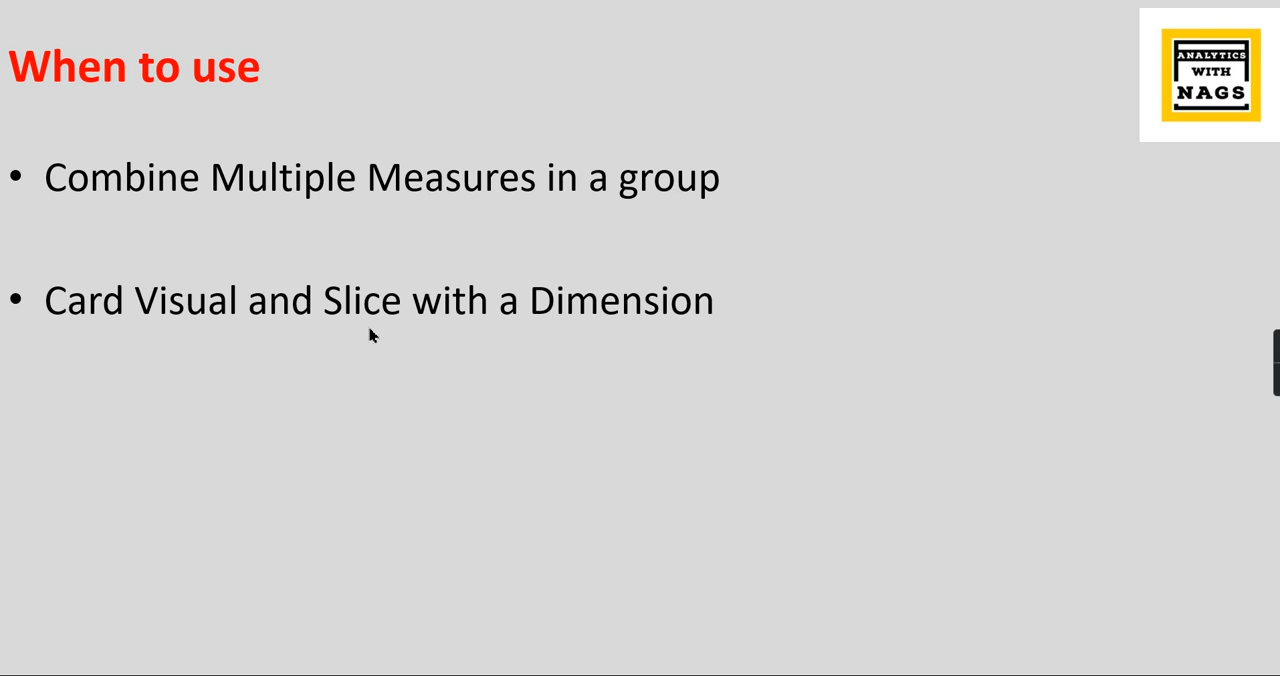 When to use
ANALYTICS
WITH
NAGS
• Combine Multiple Measures in a group
• Card Visual and Slice with a Dimension